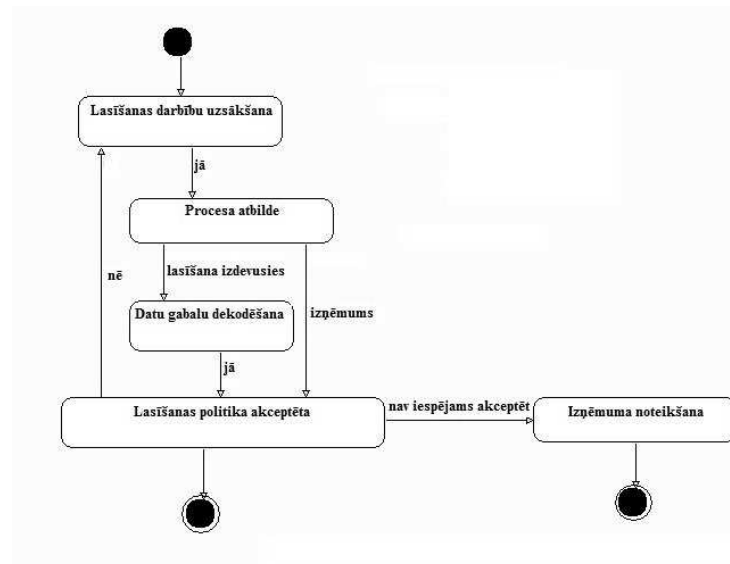 Lasīšanas darbību uzsākšana
jā
Procesa atbilde
lasīšana izdevusies
nē
Datu gabalu dekodēšana
izņēmums
jā
Lasīšanas politika akceptēta
nav iespējams akceptēt
Izņēmuma noteikšana